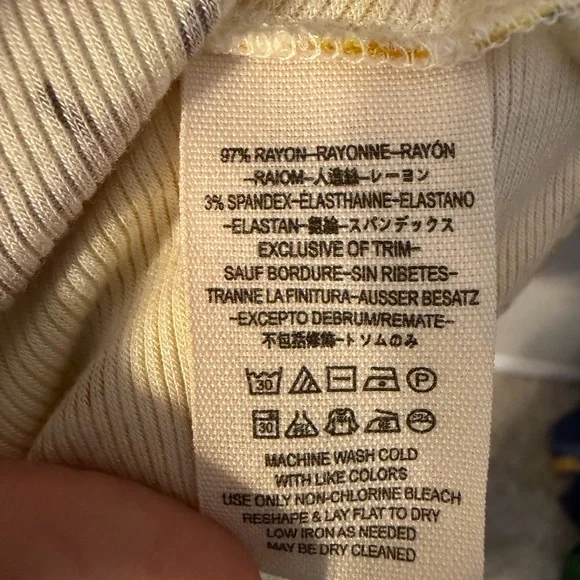 97% RAYON-RAYONNE-RAYÓN
-RAIOM-人造絲-レーヨン
3% SPANDEX-ÉLASTHANNE-ELASTANO
-ELASTAN-氨綸-スパンデックス
EXCLUSIVE OF TRIM-
SAUF BORDURE-SIN RIBETES-
TRANNE LA FINITURA-AUSSER BESATZ
-EXCEPTO DEBRUM/REMATE-
不包括修飾-トリムのみ
30 P
30
MACHINE WASH COLD
WITH LIKE COLORS
USE ONLY NON-CHLORINE BLEACH
RESHAPE & LAY FLAT TO DRY
LOW IRON AS NEEDED
MAY BE DRY CLEANED